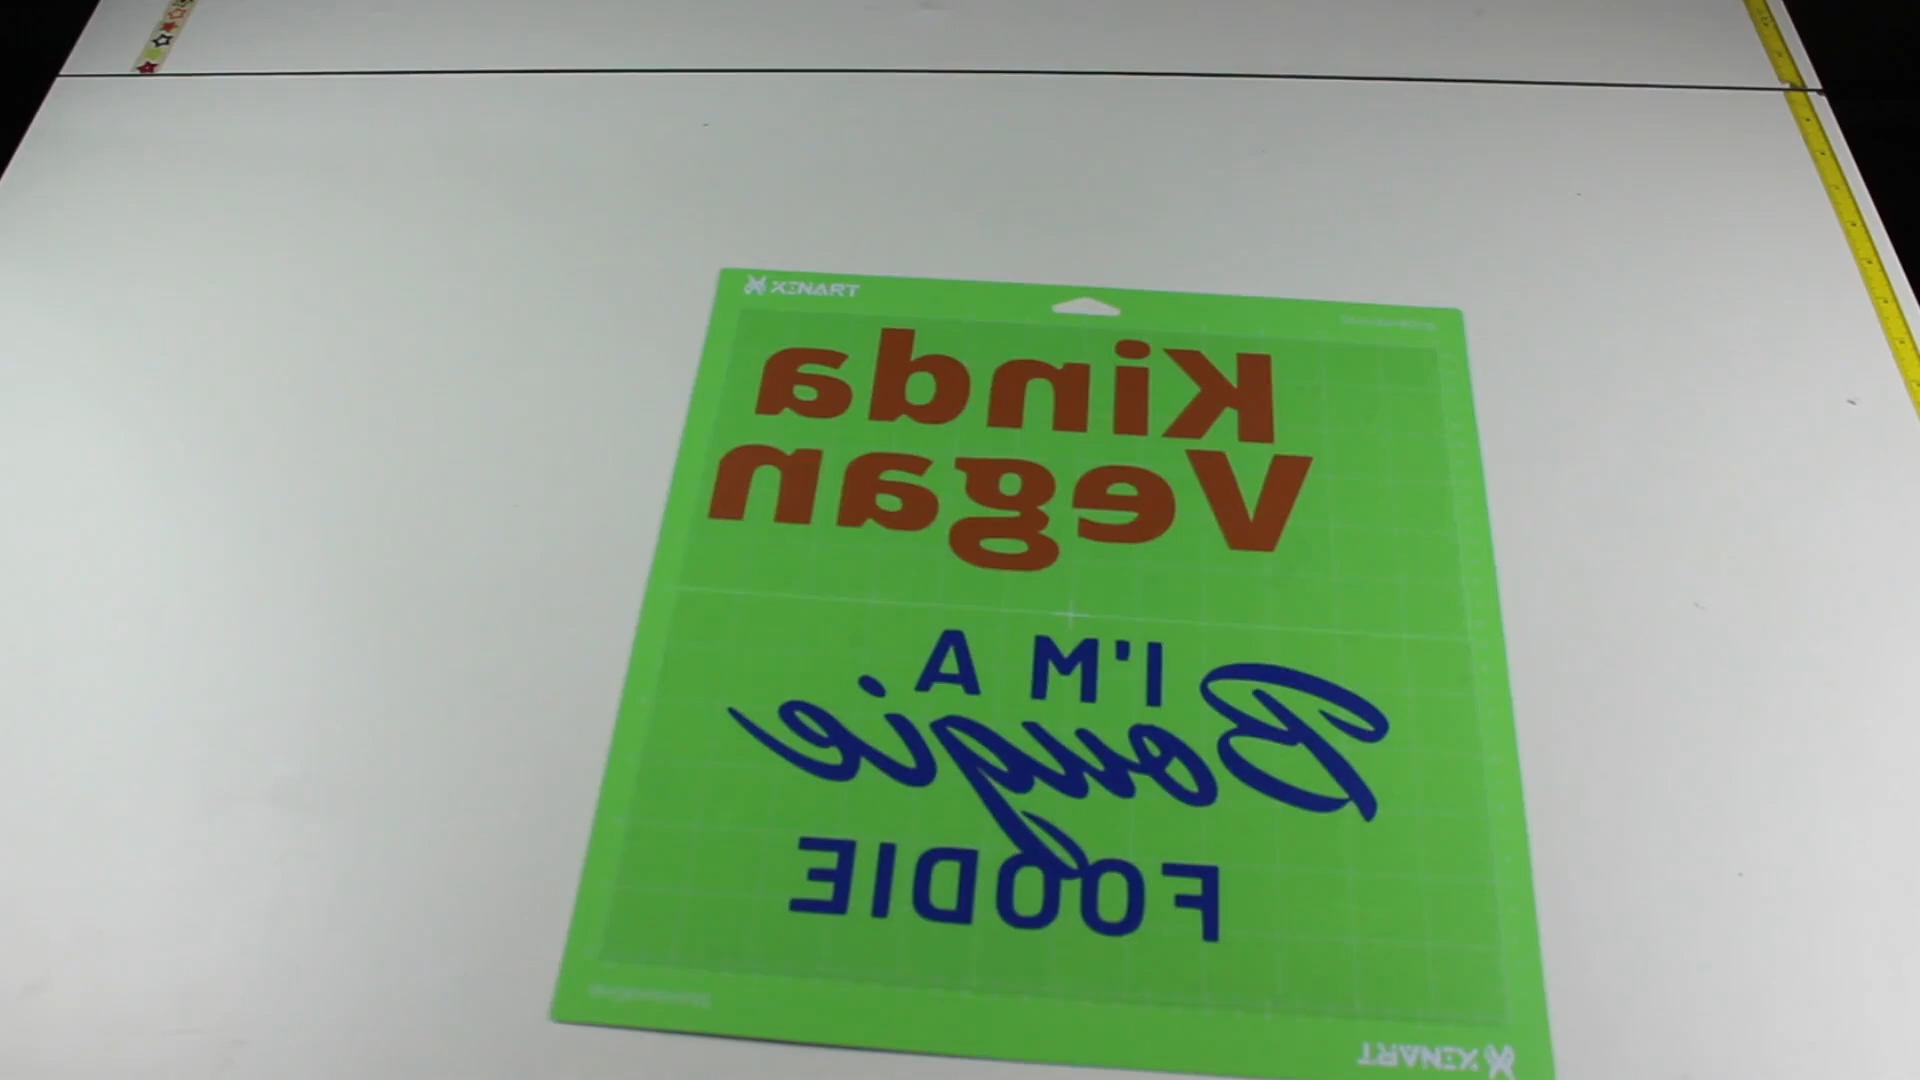 XINART
Kinda
Vegan
I'M A
Bougie
FOODIE
XINART